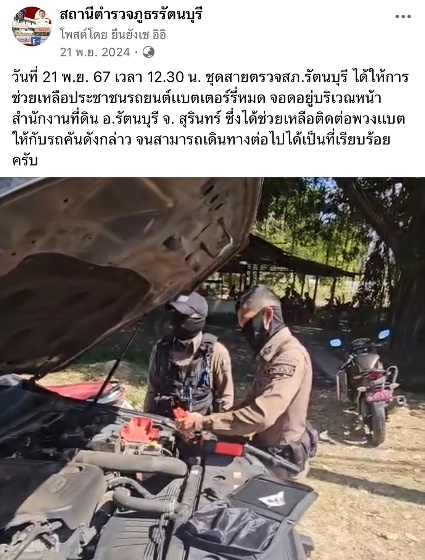 สถานีตำรวจภูธรรัตนบุรี
โพสต์โดย ยืนยังเช อิอิ
21 พ.ย. 2024 ·
วันที่ 21 พ.ย. 67 เวลา 12.30 น. ชุดสายตรวจสภ.รัตนบุรี ได้ให้การ
ช่วยเหลือประชาชนรถยนต์แบตเตอร์รี่หมด จอดอยู่บริเวณหน้า
สำนักงานที่ดิน อ.รัตนบุรี จ. สุรินทร์ ซึ่งได้ช่วยเหลือติดต่อพวงแบต
ให้กับรถคันดังกล่าว จนสามารถเดินทางต่อไปได้เป็นที่เรียบร้อย
ครับ